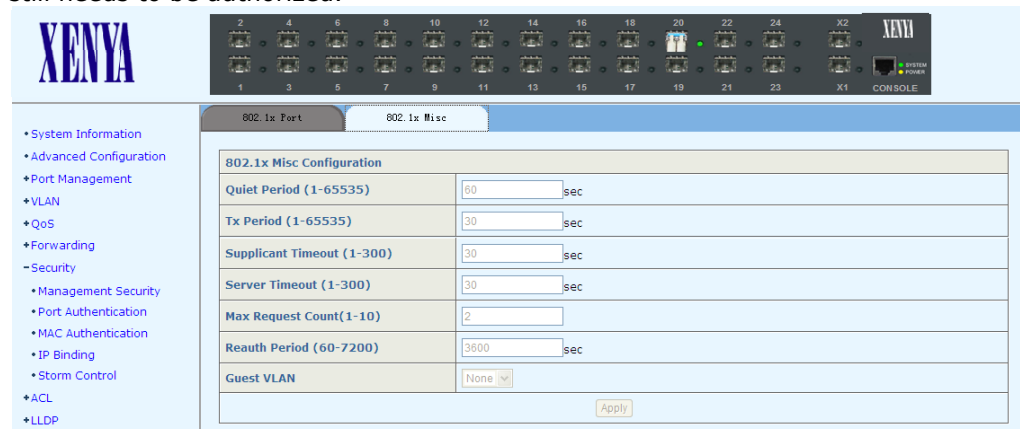 still needs to be authorized.
XENYA
2 4 6 8 10 12 14 16 18 20 22 24 X2 XENYA
SYSTEM
POWER
1 3 5 7 9 11 13 15 17 19 21 23 X1 CONSOLE
802.1x Port 802.1x Misc
System Information
Advanced Configuration
Port Management
VLAN
QoS
Forwarding
Security
Management Security
Port Authentication
MAC Authentication
IP Binding
Storm Control
ACL
LLDP
802.1x Misc Configuration
Quiet Period (1-65535) 60 sec
Tx Period (1-65535) 30 sec
Supplicant Timeout (1-300) 30 sec
Server Timeout (1-300) 30 sec
Max Request Count(1-10) 2
Reauth Period (60-7200) 3600 sec
Guest VLAN None
Apply